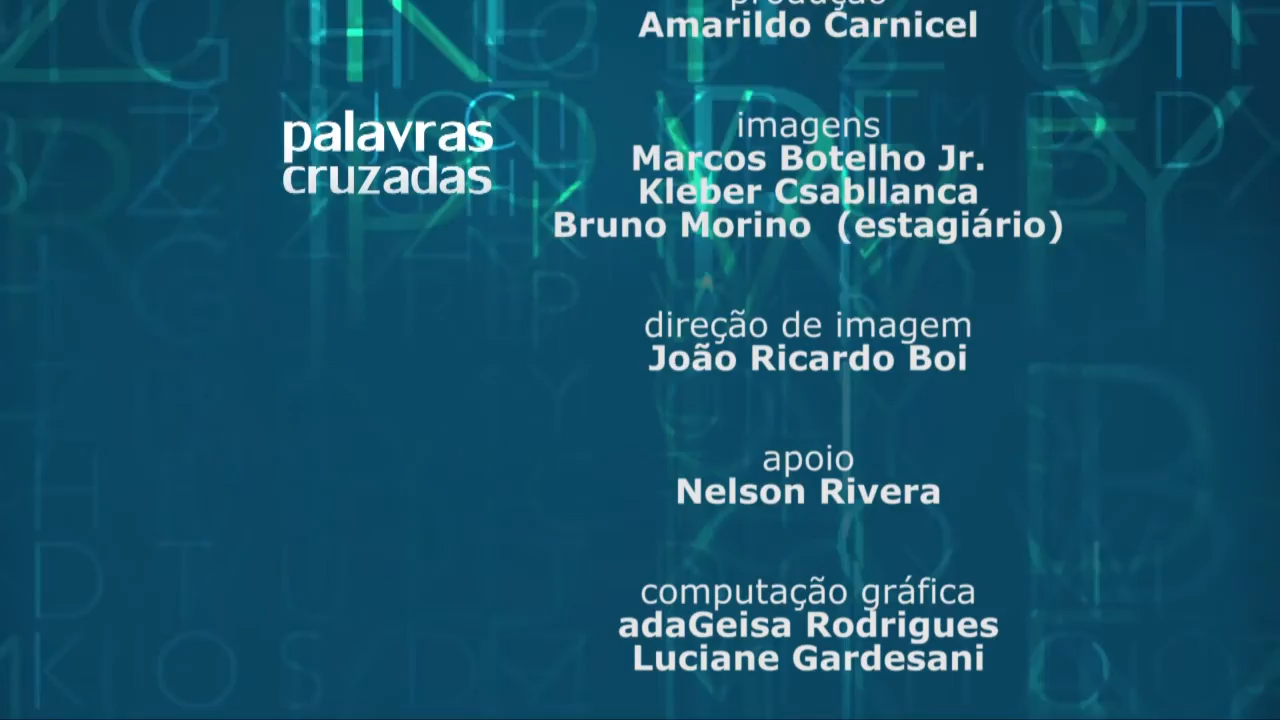 produção
Amarildo Carnicel
palavras
cruzadas
imagens
Marcos Botelho Jr.
Kleber Csabllanca
Bruno Morino (estagiário)
direção de imagem
João Ricardo Boi
apoio
Nelson Rivera
computação gráfica
adaGeisa Rodrigues
Luciane Gardesani